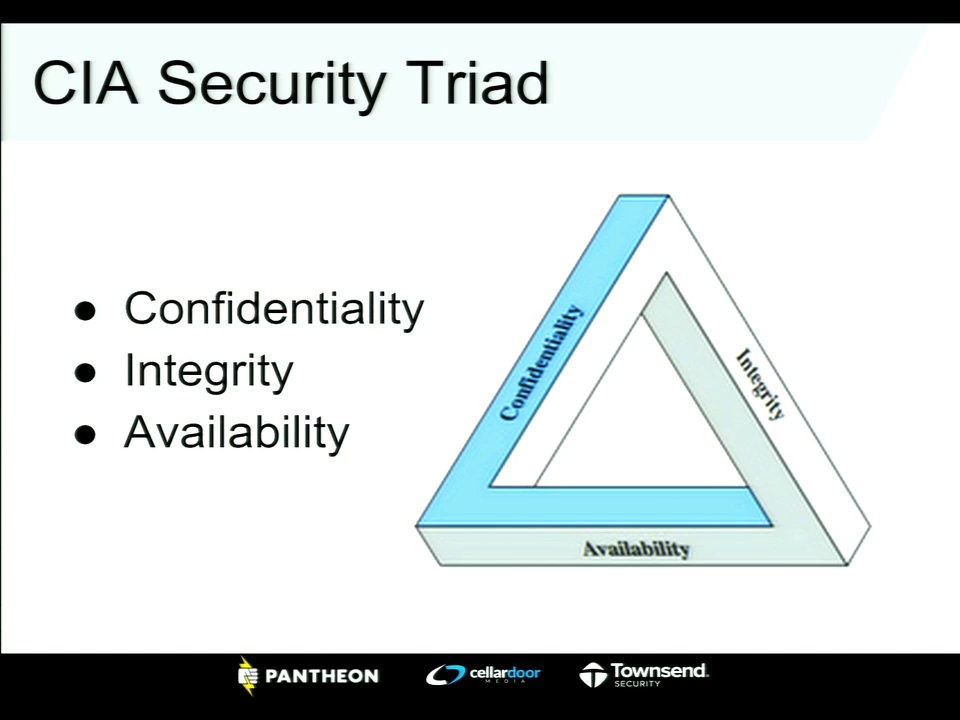 CIA Security Triad
● Confidentiality
● Integrity
● Availability
Confidentiality
Integrity
Availability
PANTHEON
cellardoor
MEDIA
Townsend
SECURITY